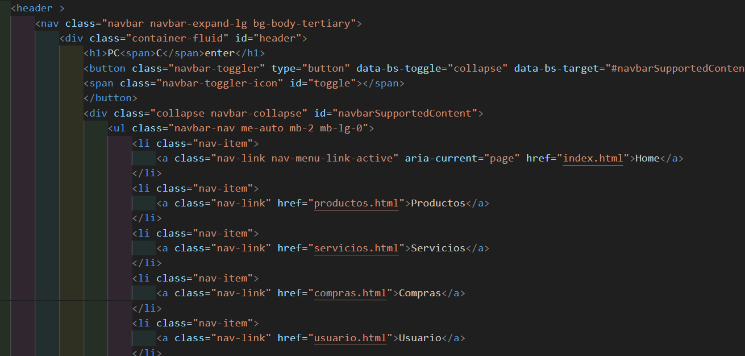 <header >
<nav class="navbar navbar-expand-lg bg-body-tertiary">
<div class="container-fluid" id="header">
<h1>PC<span>C</span>enter</h1>
<button class="navbar-toggler" type="button" data-bs-toggle="collapse" data-bs-target="#navbarSupportedConten
<span class="navbar-toggler-icon" id="toggle"></span>
</button>
<div class="collapse navbar-collapse" id="navbarSupportedContent">
<ul class="navbar-nav me-auto mb-2 mb-lg-0">
<li class="nav-item">
<a class="nav-link nav-menu-link-active" aria-current="page" href="index.html">Home</a>
</li>
<li class="nav-item">
<a class="nav-link" href="productos.html">Productos</a>
</li>
<li class="nav-item">
<a class="nav-link" href="servicios.html">Servicios</a>
</li>
<li class="nav-item">
<a class="nav-link" href="compras.html">Compras</a>
</li>
<li class="nav-item">
<a class="nav-link" href="usuario.html">Usuario</a>
</li>